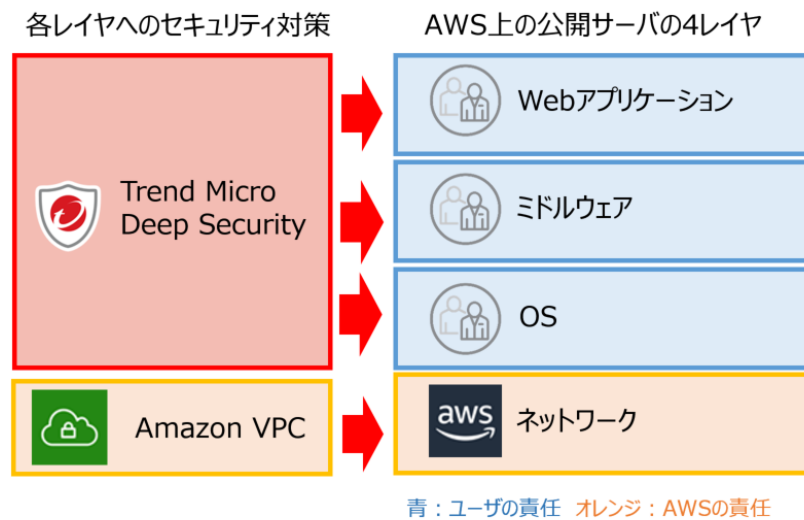 各レイヤへのセキュリティ対策
AWS上の公開サーバの4レイヤ
Trend Micro
Deep Security
Webアプリケーション
ミドルウェア
OS
Amazon VPC
aws
ネットワーク
青：ユーザの責任 オレンジ：AWSの責任